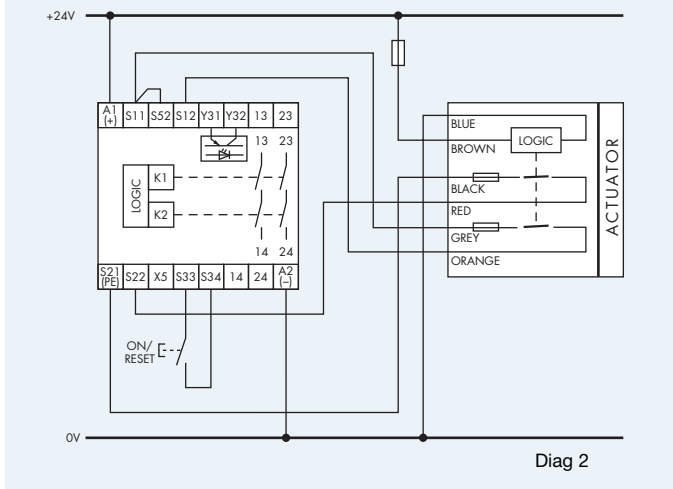 +24V
A1 (+) S11 S52 S12 Y31 Y32 13 23
13 23
LOGIC
K1
K2
14 24
S21 (PE) S22 X5 S33 S34 14 24 A2 (–)
ON/
RESET
BLUE
BROWN
LOGIC
BLACK
RED
GREY
ORANGE
ACTUATOR
0V
Diag 2